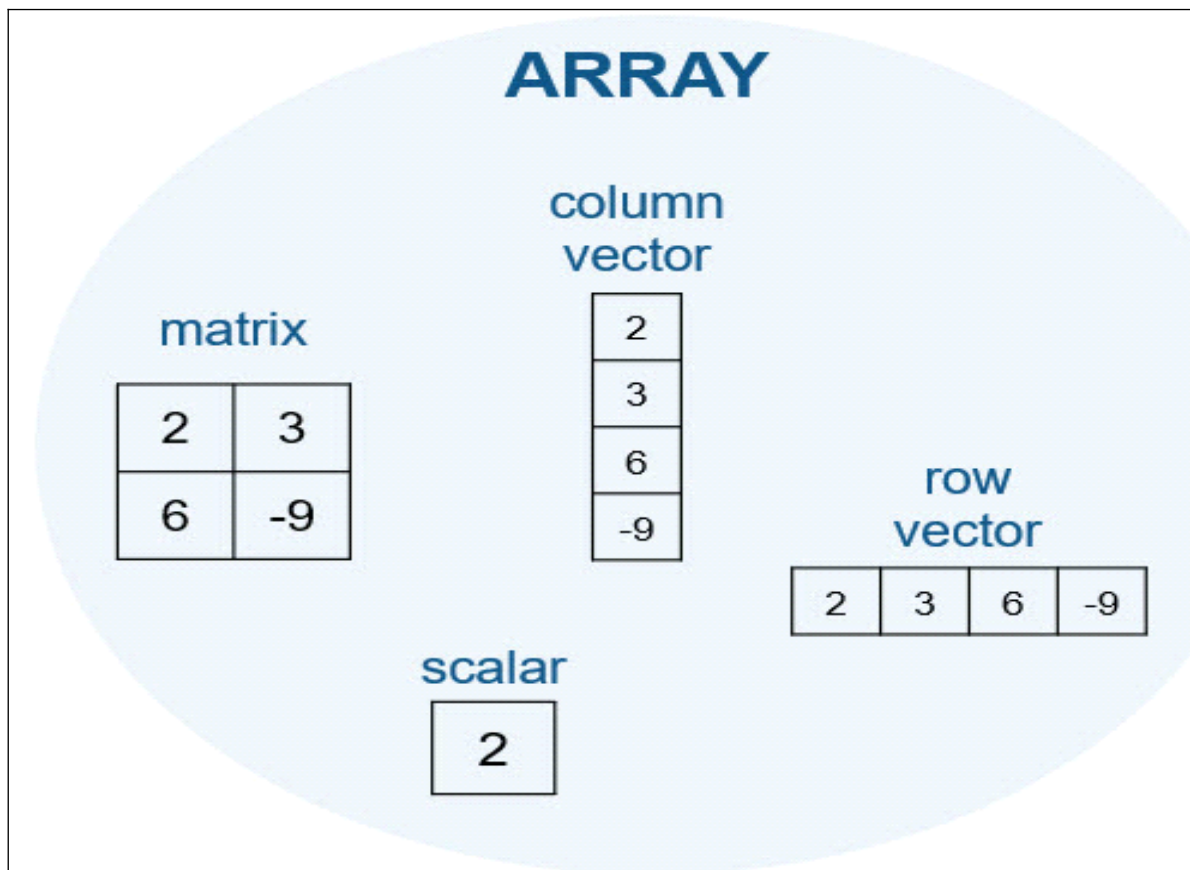 ARRAY
column
vector
2
3
6
-9
matrix
2 3
6 -9
row
vector
2 3 6 -9
scalar
2